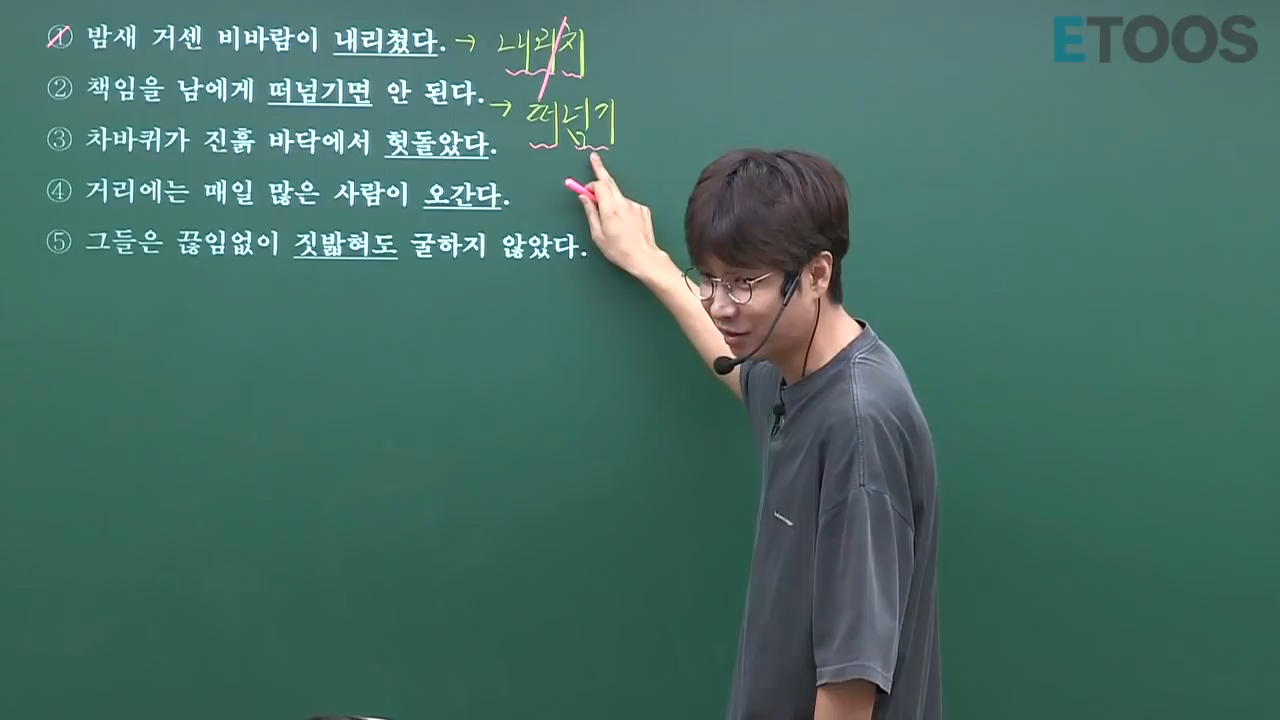 ETOOS
① 밤새 거센 비바람이 내리쳤다. → 내리치
② 책임을 남에게 떠넘기면 안 된다. → 떠넘기
③ 차바퀴가 진흙 바닥에서 헛돌았다.
④ 거리에는 매일 많은 사람이 오간다.
⑤ 그들은 끊임없이 짓밟혀도 굴하지 않았다.